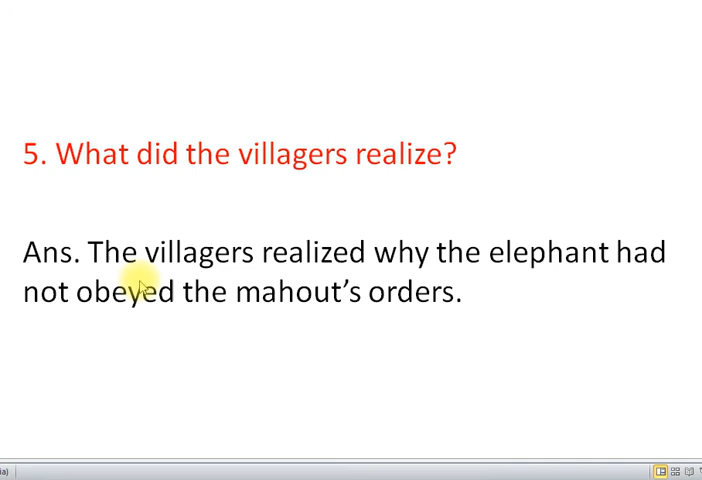 5. What did the villagers realize?
Ans. The villagers realized why the elephant had
not obeyed the mahout’s orders.
ia)